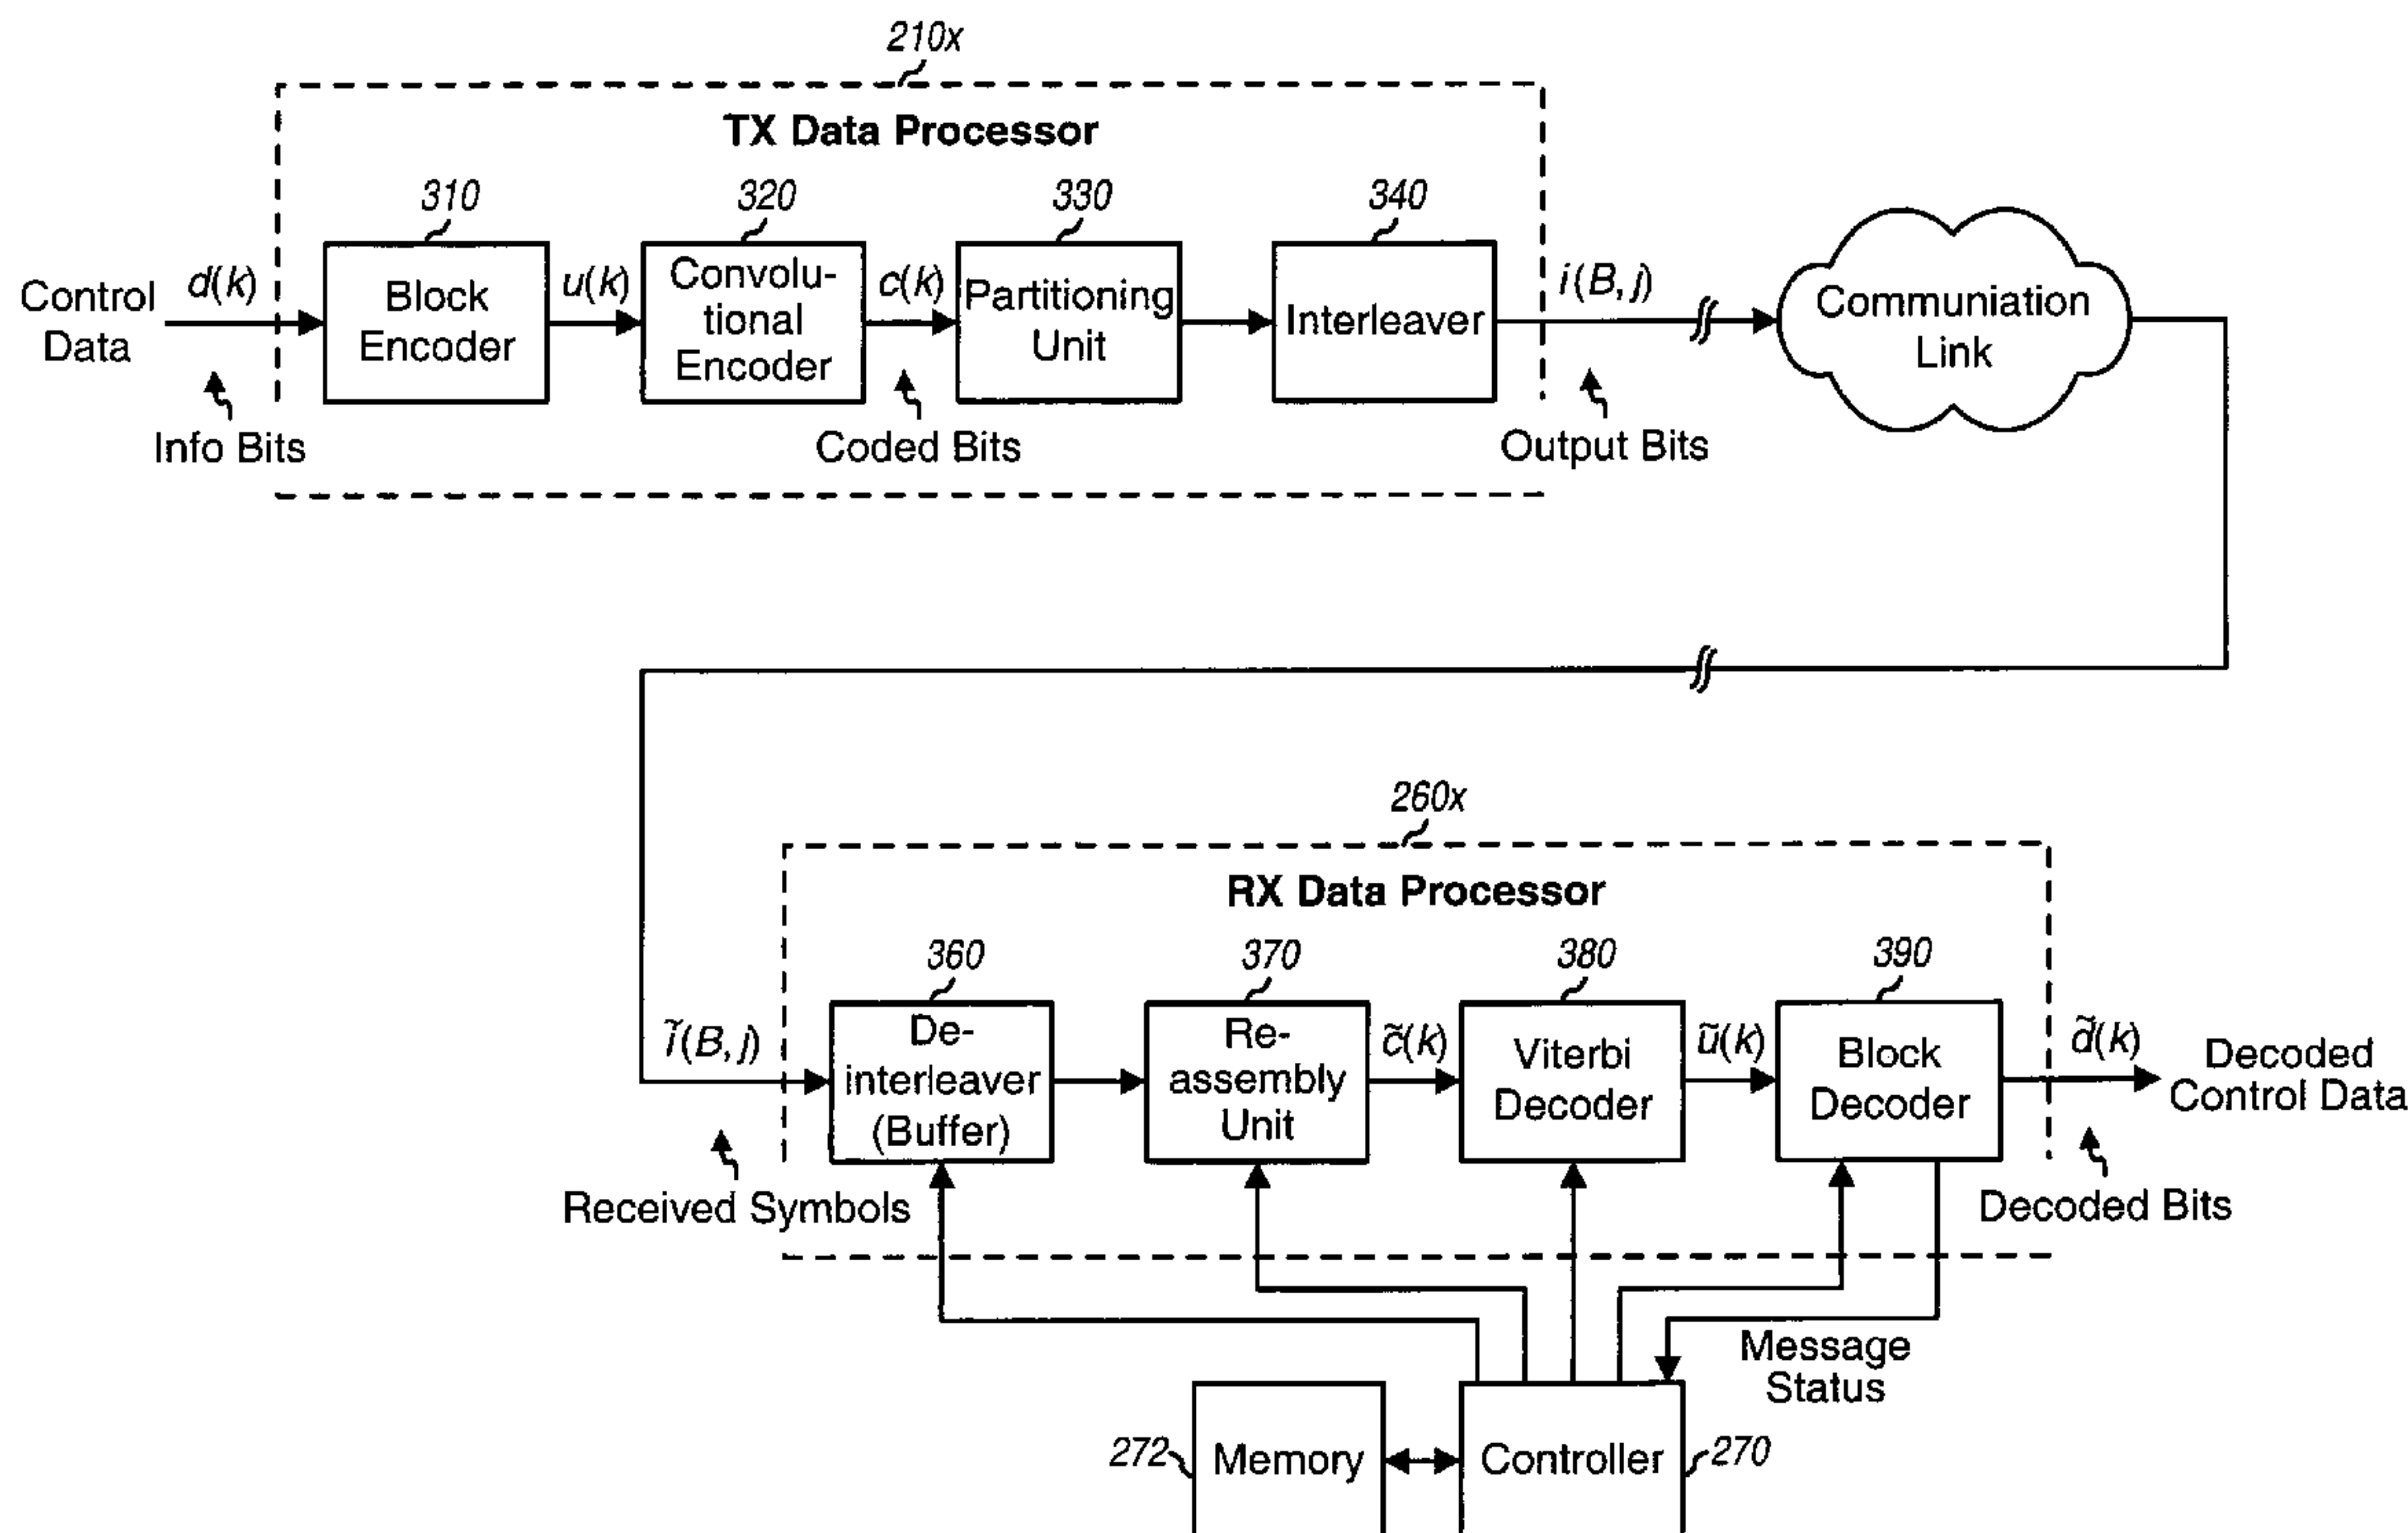 210x
TX Data Processor
310
320
330
340
Control
Data
d(k)
Block
Encoder
u(k)
Convolu-
tional
Encoder
c(k)
Partitioning
Unit
Interleaver
i(B,j)
Communiation
Link
Info Bits
Coded Bits
Output Bits
260x
RX Data Processor
360
370
380
390
ĩ(B,j)
De-
interleaver
(Buffer)
Re-
assembly
Unit
c̃(k)
Viterbi
Decoder
ũ(k)
Block
Decoder
d̃(k)
Decoded
Control Data
Received Symbols
Decoded Bits
Message
Status
272
Memory
Controller
270